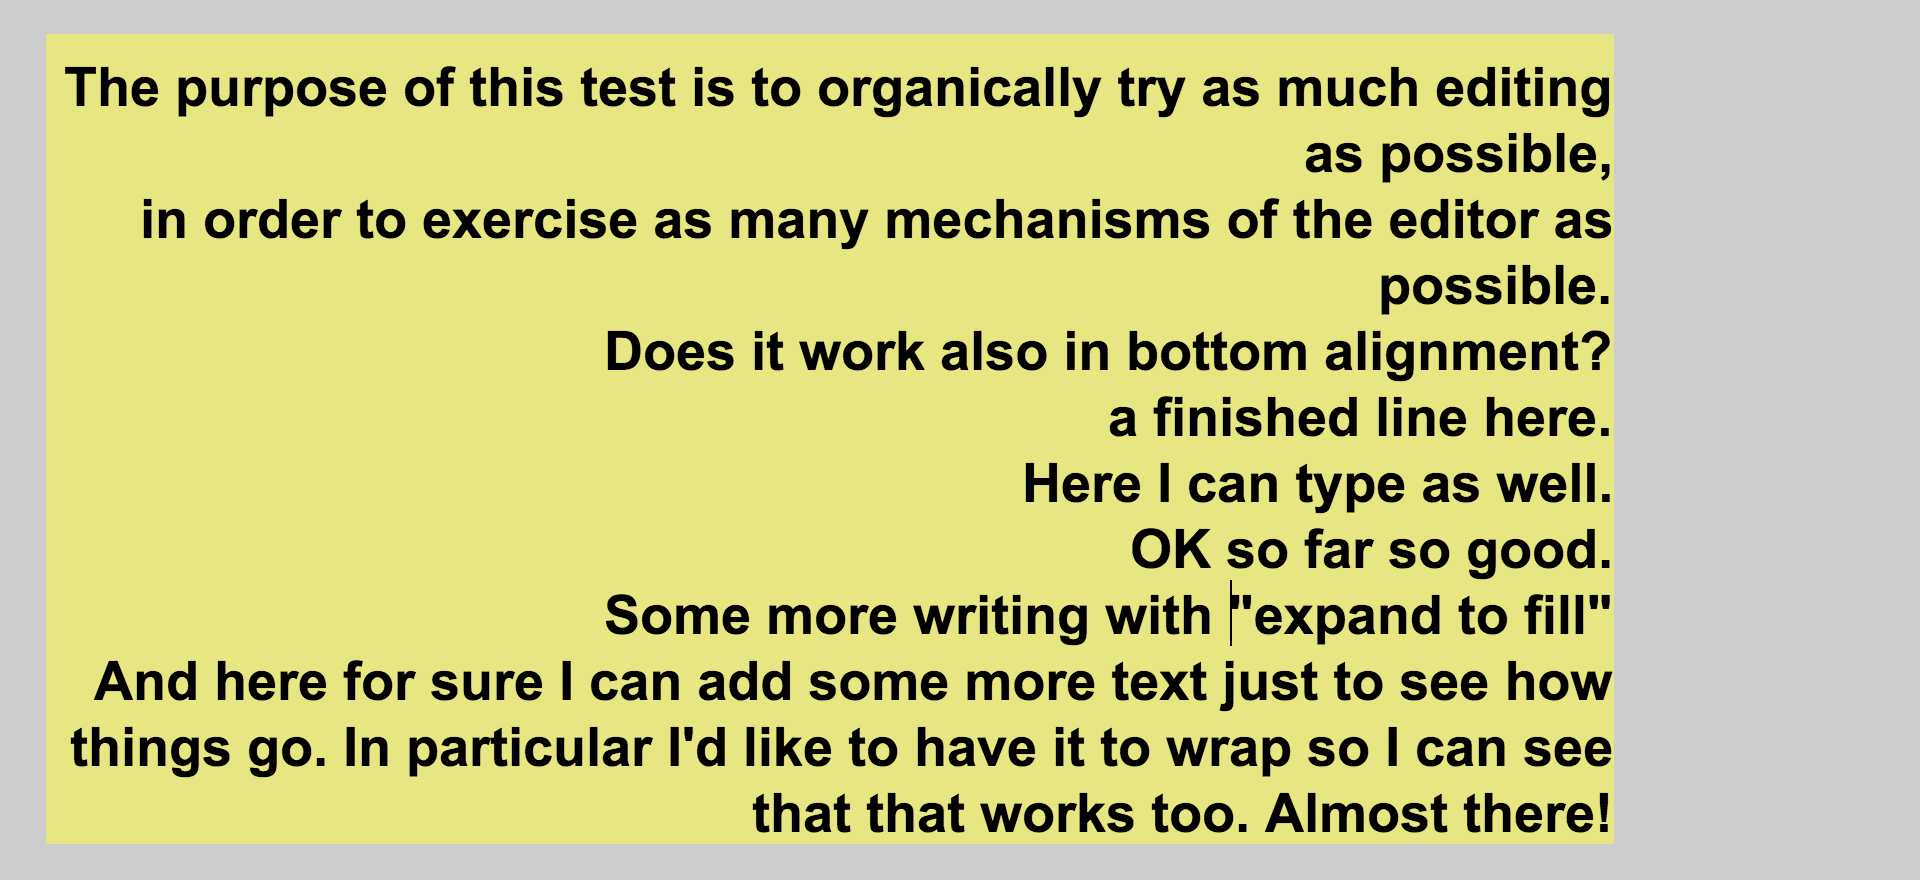 The purpose of this test is to organically try as much editing
as possible,
in order to exercise as many mechanisms of the editor as
possible.
Does it work also in bottom alignment?
a finished line here.
Here I can type as well.
OK so far so good.
Some more writing with "expand to fill"
And here for sure I can add some more text just to see how
things go. In particular I'd like to have it to wrap so I can see
that that works too. Almost there!